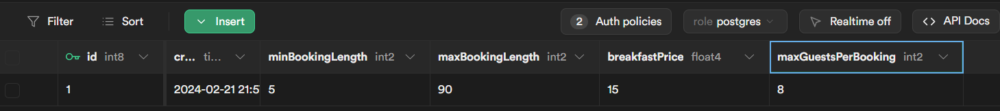 Filter Sort Insert 2 Auth policies role postgres Realtime off <> API Docs
id int8 cr... ti... minBookingLength int2 maxBookingLength int2 breakfastPrice float4 maxGuestsPerBooking int2
1 2024-02-21 21:5 5 90 15 8